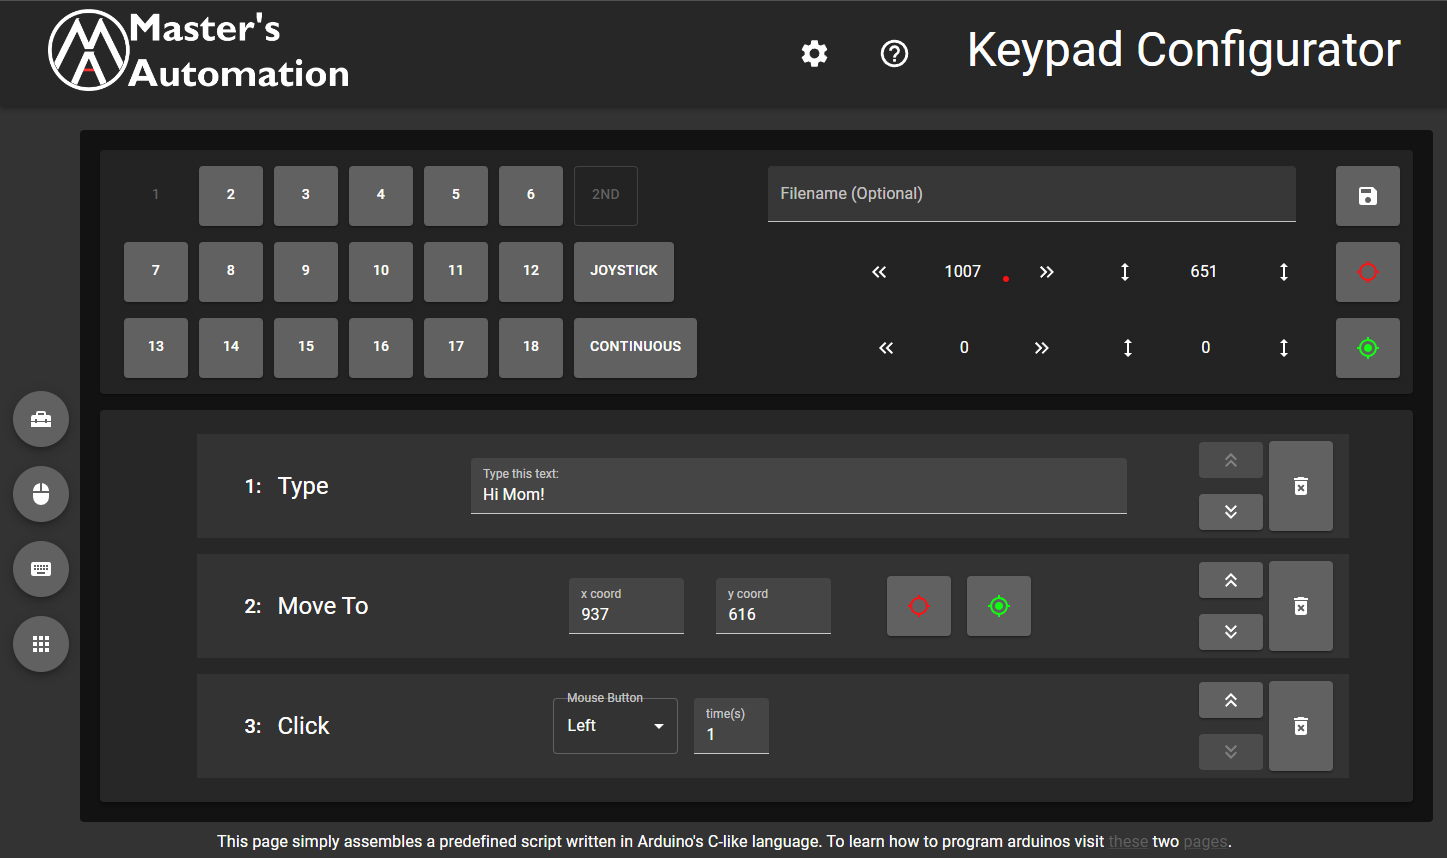 Master's
Automation
Keypad Configurator
1 2 3 4 5 6 2ND
Filename (Optional)
7 8 9 10 11 12 JOYSTICK
1007 651
13 14 15 16 17 18 CONTINUOUS
0 0
1: Type
Type this text:
Hi Mom!
2: Move To
x coord
937
y coord
616
3: Click
Mouse Button
Left
time(s)
1
This page simply assembles a predefined script written in Arduino's C-like language. To learn how to program arduinos visit these two pages.